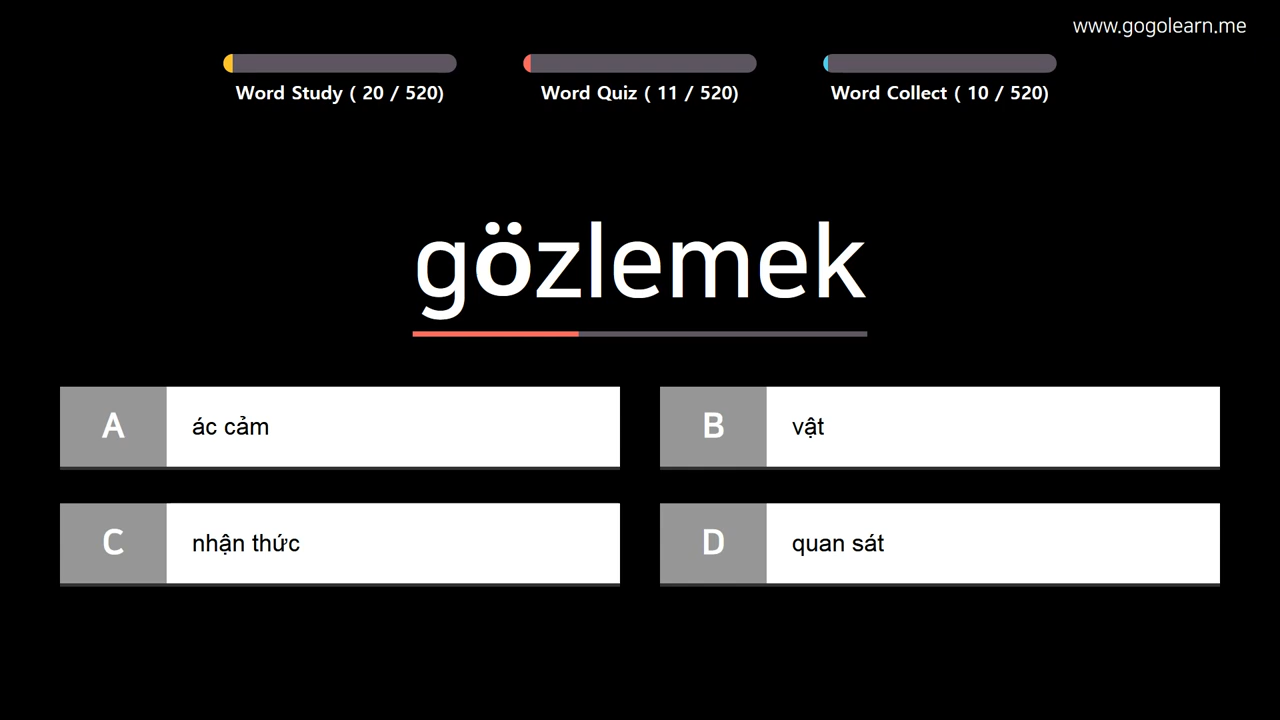 www.gogolearn.me
Word Study ( 20 / 520)
Word Quiz ( 11 / 520)
Word Collect ( 10 / 520)
gözlemek
A ác cảm
B vật
C nhận thức
D quan sát